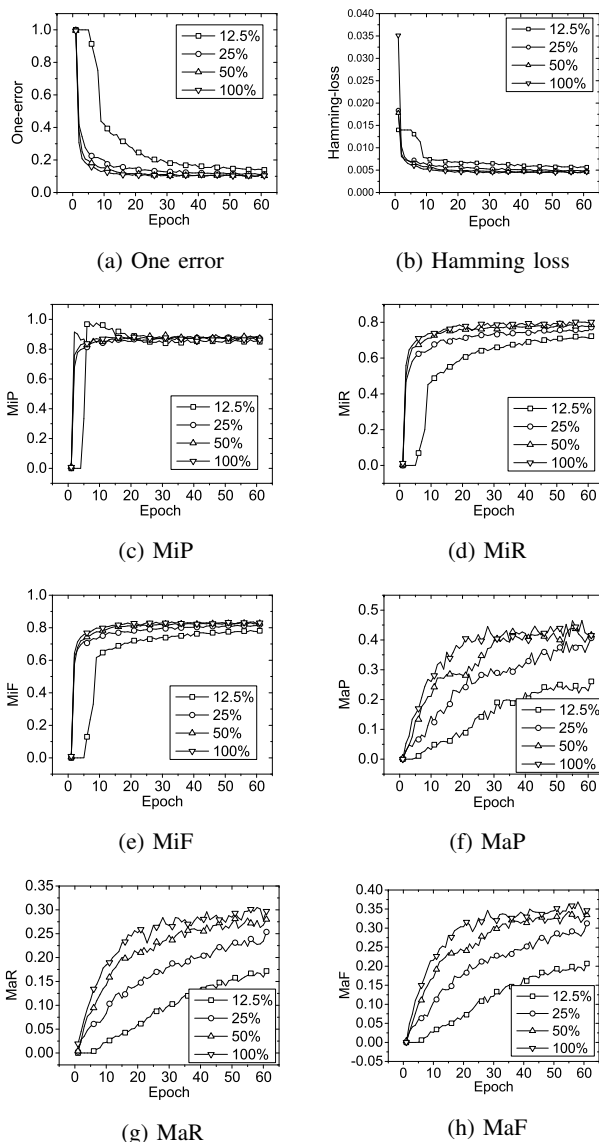 1.0
0.8
0.6
0.4
0.2
0.0
One-error
12.5%
25%
50%
100%
0 10 20 30 40 50 60
Epoch
(a) One error
0.040
0.035
0.030
0.025
0.020
0.015
0.010
0.005
0.000
Hamming-loss
12.5%
25%
50%
100%
0 10 20 30 40 50 60
Epoch
(b) Hamming loss
1.0
0.8
0.6
0.4
0.2
0.0
MiP
12.5%
25%
50%
100%
0 10 20 30 40 50 60
Epoch
(c) MiP
0.8
0.6
0.4
0.2
0.0
MiR
12.5%
25%
50%
100%
0 10 20 30 40 50 60
Epoch
(d) MiR
1.0
0.8
0.6
0.4
0.2
0.0
MiF
12.5%
25%
50%
100%
0 10 20 30 40 50 60
Epoch
(e) MiF
0.5
0.4
0.3
0.2
0.1
0.0
MaP
12.5%
25%
50%
100%
0 10 20 30 40 50 60
Epoch
(f) MaP
0.35
0.30
0.25
0.20
0.15
0.10
0.05
0.00
MaR
12.5%
25%
50%
100%
0 10 20 30 40 50 60
Epoch
(g) MaR
0.40
0.35
0.30
0.25
0.20
0.15
0.10
0.05
0.00
-0.05
MaF
12.5%
25%
50%
100%
0 10 20 30 40 50 60
Epoch
(h) MaF